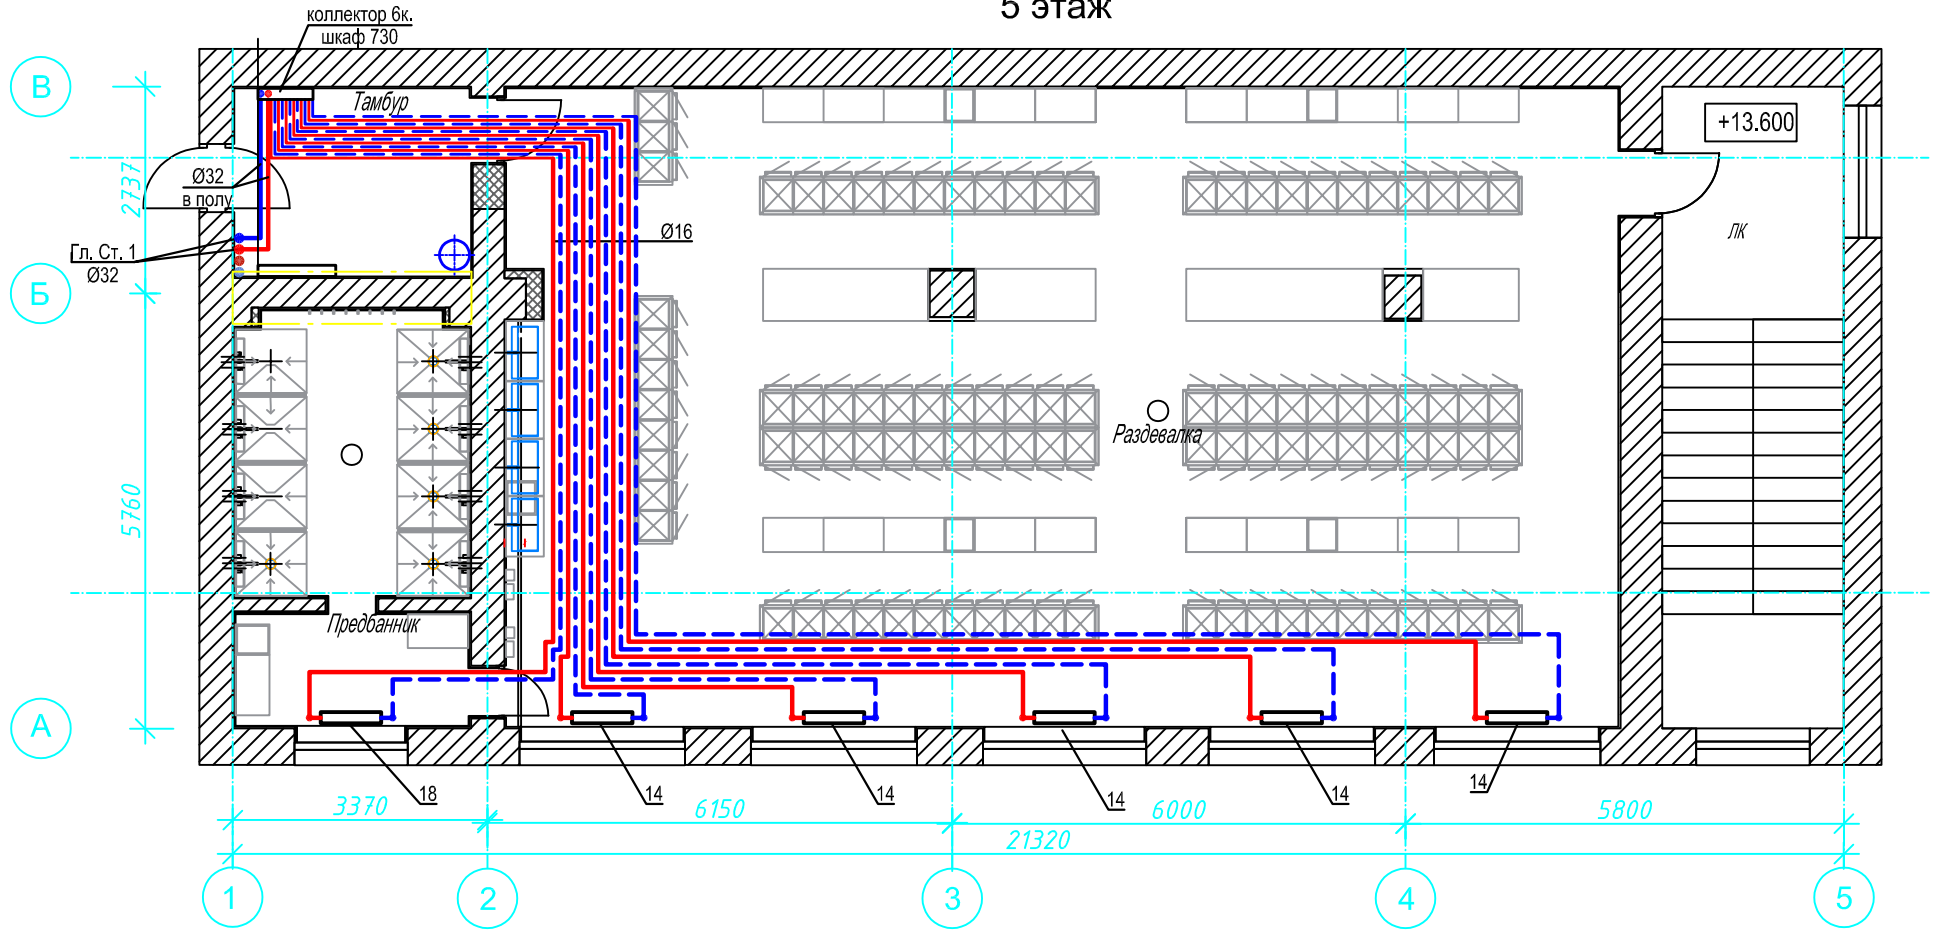 5 этаж
коллектор 6к.
шкаф 730
В
Тамбур
+13.600
2737
Ø32
в полу
Гл. Ст. 1
Ø32
Ø16
ЛК
Б
Раздевалка
5760
Предбанник
А
18
14
14
14
14
14
3370
6150
6000
5800
21320
1
2
3
4
5